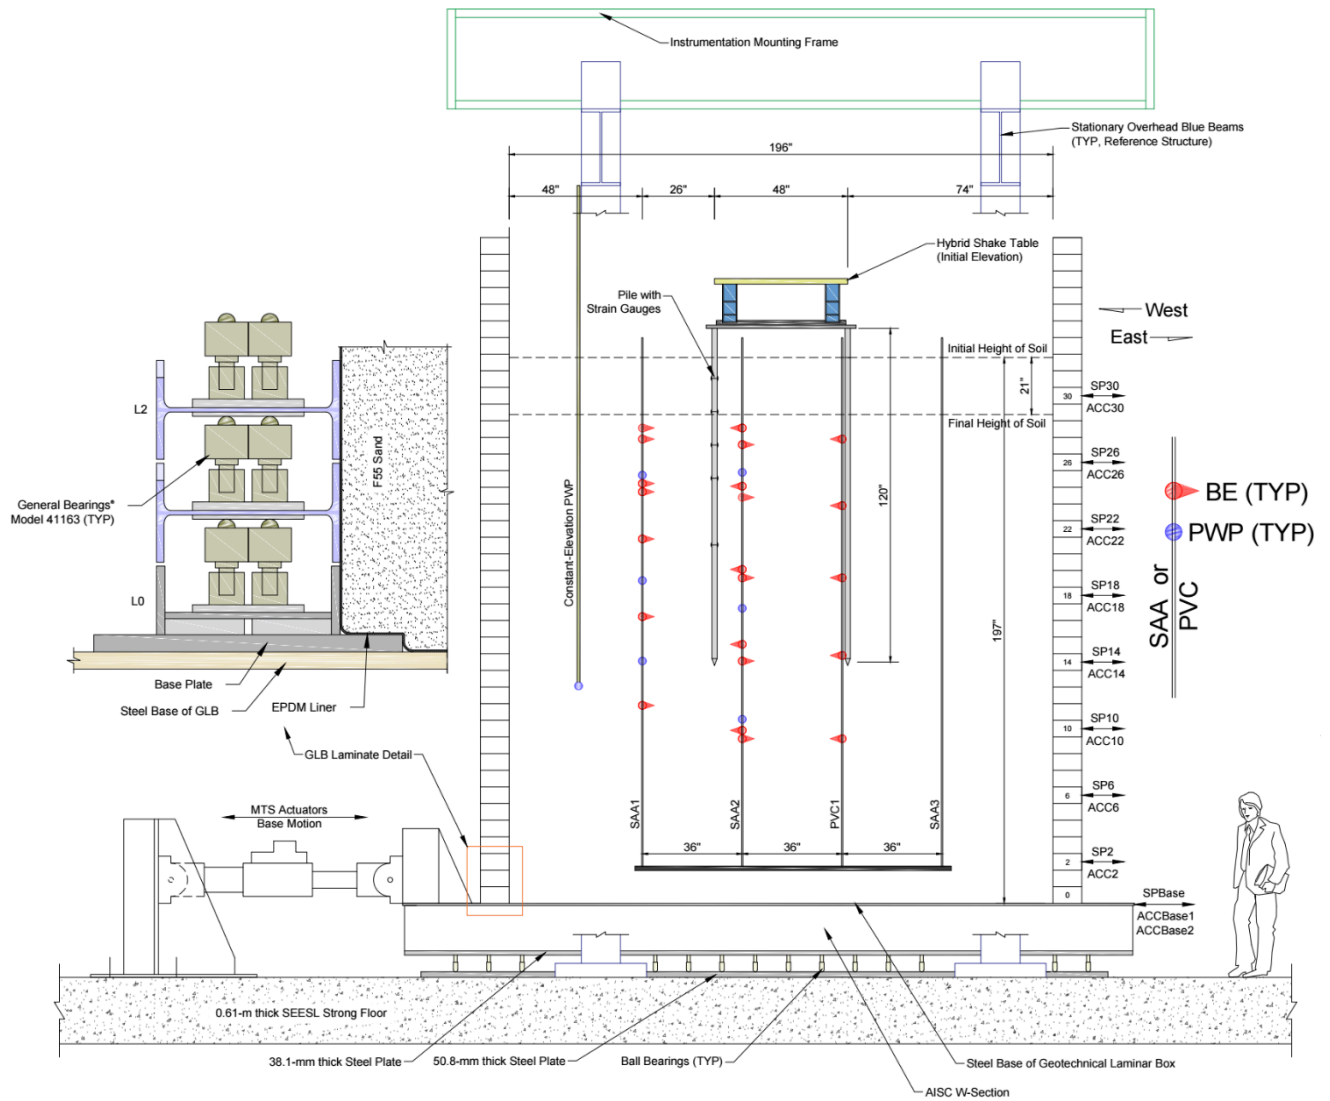 Instrumentation Mounting Frame
Stationary Overhead Blue Beams
(TYP, Reference Structure)
196"
48"
26"
48"
74"
Hybrid Shake Table
(Initial Elevation)
Pile with
Strain Gauges
West
East
Initial Height of Soil
21"
Final Height of Soil
120"
197"
Constant-Elevation PWP
L2
L0
F55 Sand
General Bearings®
Model 41163 (TYP)
Base Plate
Steel Base of GLB
EPDM Liner
GLB Laminate Detail
30
SP30
ACC30
26
SP26
ACC26
22
SP22
ACC22
18
SP18
ACC18
14
SP14
ACC14
10
SP10
ACC10
6
SP6
ACC6
2
SP2
ACC2
0
SPBase
ACCBase1
ACCBase2
BE (TYP)
PWP (TYP)
SAA or
PVC
SAA1
SAA2
PVC1
SAA3
36"
36"
36"
MTS Actuators
Base Motion
0.61-m thick SEESL Strong Floor
38.1-mm thick Steel Plate
50.8-mm thick Steel Plate
Ball Bearings (TYP)
Steel Base of Geotechnical Laminar Box
AISC W-Section